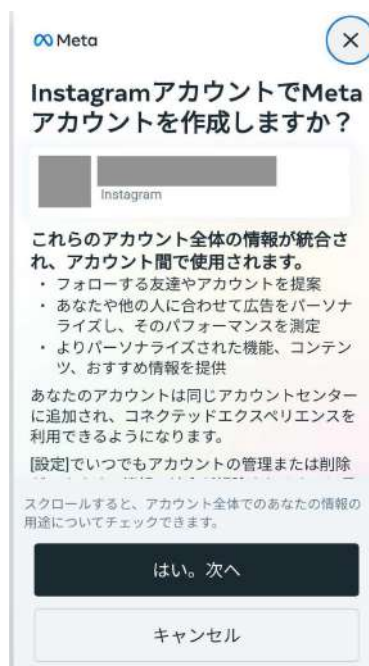 Meta
InstagramアカウントでMeta
アカウントを作成しますか？
Instagram
これらのアカウント全体の情報が統合さ
れ、アカウント間で使用されます。
・ フォローする友達やアカウントを提案
・ あなたや他の人に合わせて広告をパーソナ
ライズし、そのパフォーマンスを測定
・ よりパーソナライズされた機能、コンテン
ツ、おすすめ情報を提供
あなたのアカウントは同じアカウントセンター
に追加され、コネクテッドエクスペリエンスを
利用できるようになります。
[設定]でいつでもアカウントの管理または削除
スクロールすると、アカウント全体でのあなたの情報の
用途についてチェックできます。
はい。次へ
キャンセル